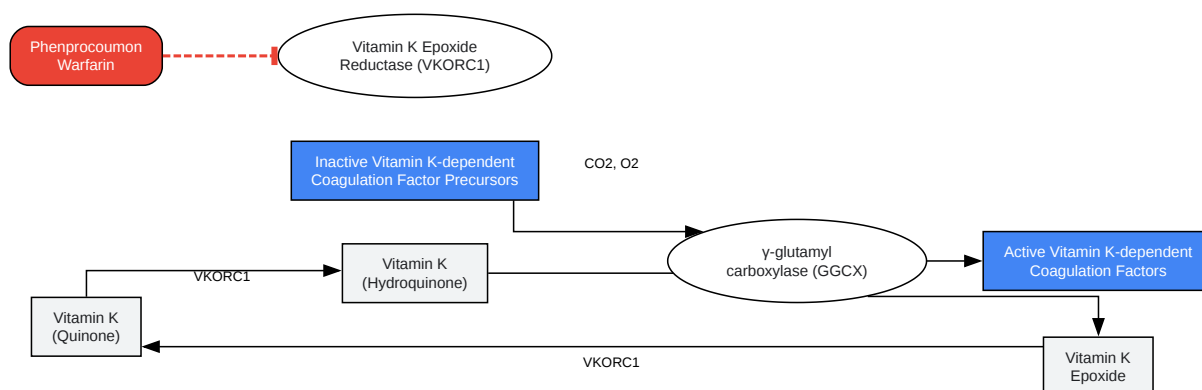 Phenprocoumon
Warfarin
Vitamin K Epoxide
Reductase (VKORC1)
Inactive Vitamin K-dependent
Coagulation Factor Precursors
CO2, O2
γ-glutamyl
carboxylase (GGCX)
Active Vitamin K-dependent
Coagulation Factors
Vitamin K
(Hydroquinone)
VKORC1
Vitamin K
(Quinone)
VKORC1
Vitamin K
Epoxide